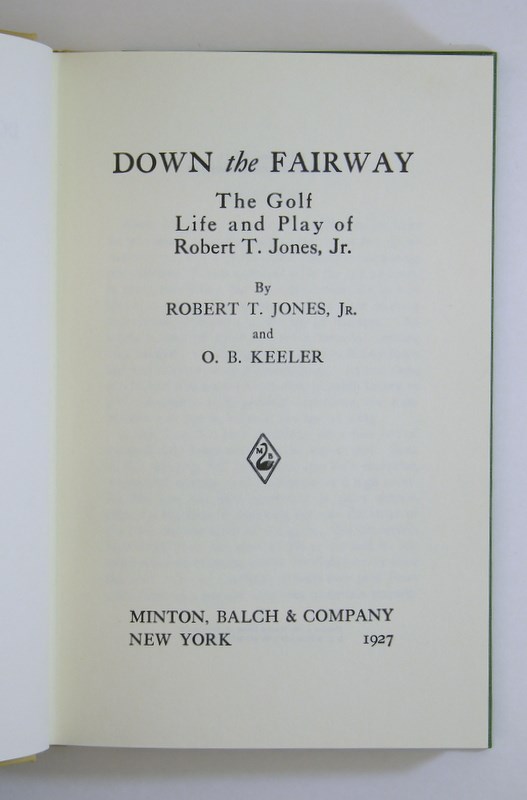 DOWN the FAIRWAY
The Golf
Life and Play of
Robert T. Jones, Jr.
By
ROBERT T. JONES, JR.
and
O. B. KEELER
M B
MINTON, BALCH & COMPANY
NEW YORK 1927